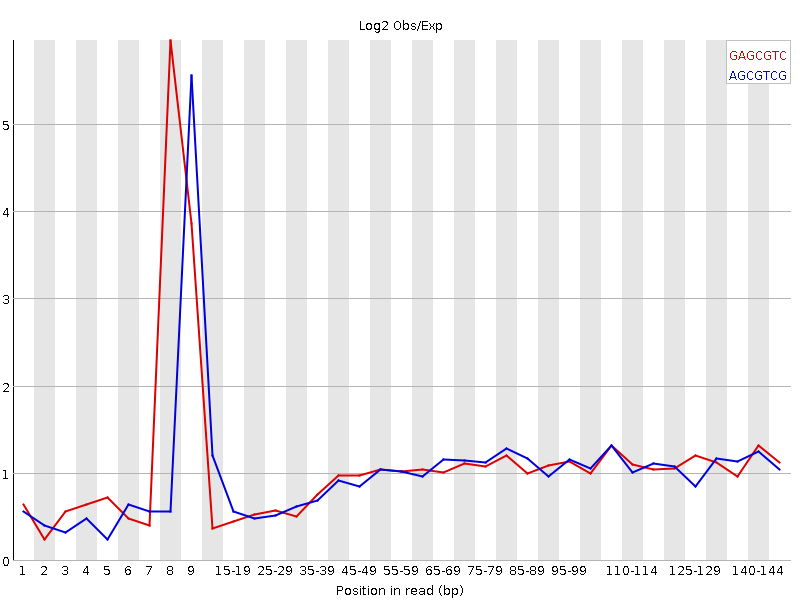 Log2 Obs/Exp
GAGCGTC
AGCGTCG
5
4
3
2
1
0
1 2 3 4 5 6 7 8 9 15-19 25-29 35-39 45-49 55-59 65-69 75-79 85-89 95-99 110-114 125-129 140-144
Position in read (bp)